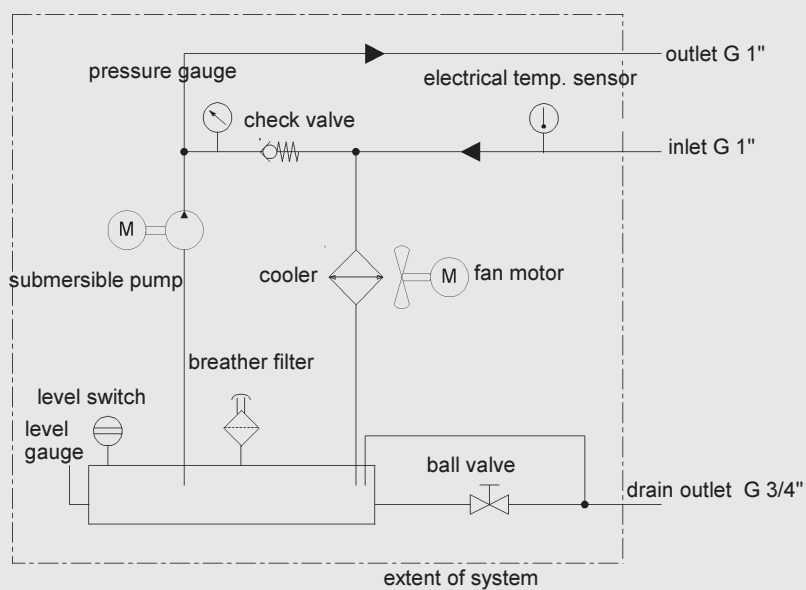 outlet G 1"
pressure gauge
electrical temp. sensor
check valve
inlet G 1"
M
submersible pump
cooler
M
fan motor
breather filter
level switch
level
gauge
ball valve
drain outlet G 3/4"
extent of system